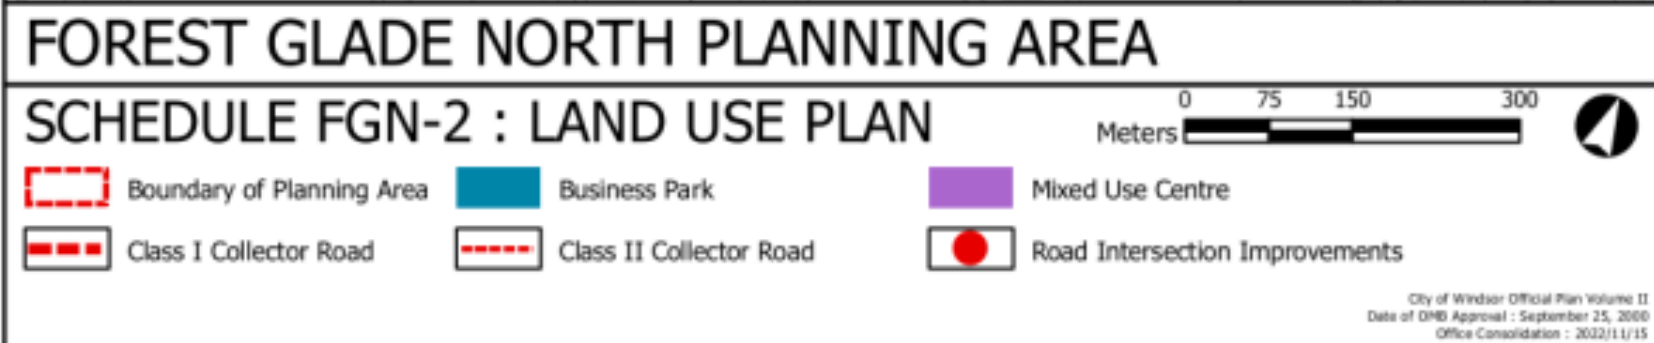 FOREST GLADE NORTH PLANNING AREA
SCHEDULE FGN-2 : LAND USE PLAN
0 75 150 300
Meters
Boundary of Planning Area
Business Park
Mixed Use Centre
Class I Collector Road
Class II Collector Road
Road Intersection Improvements
City of Windsor Official Plan Volume II
Date of OMB Approval : September 25, 2000
Office Consolidation : 2022/11/15